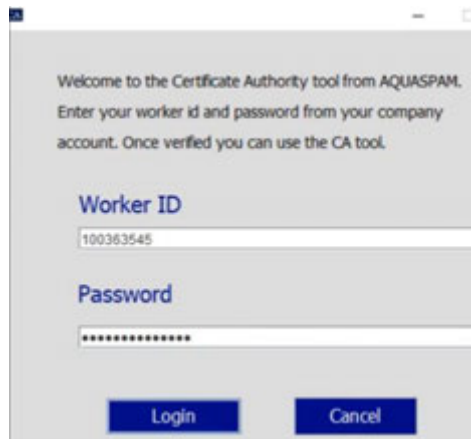 Welcome to the Certificate Authority tool from AQUASPAM.
Enter your worker id and password from your company
account. Once verified you can use the CA tool.
Worker ID
100363545
Password
••••••••••••••
Login
Cancel